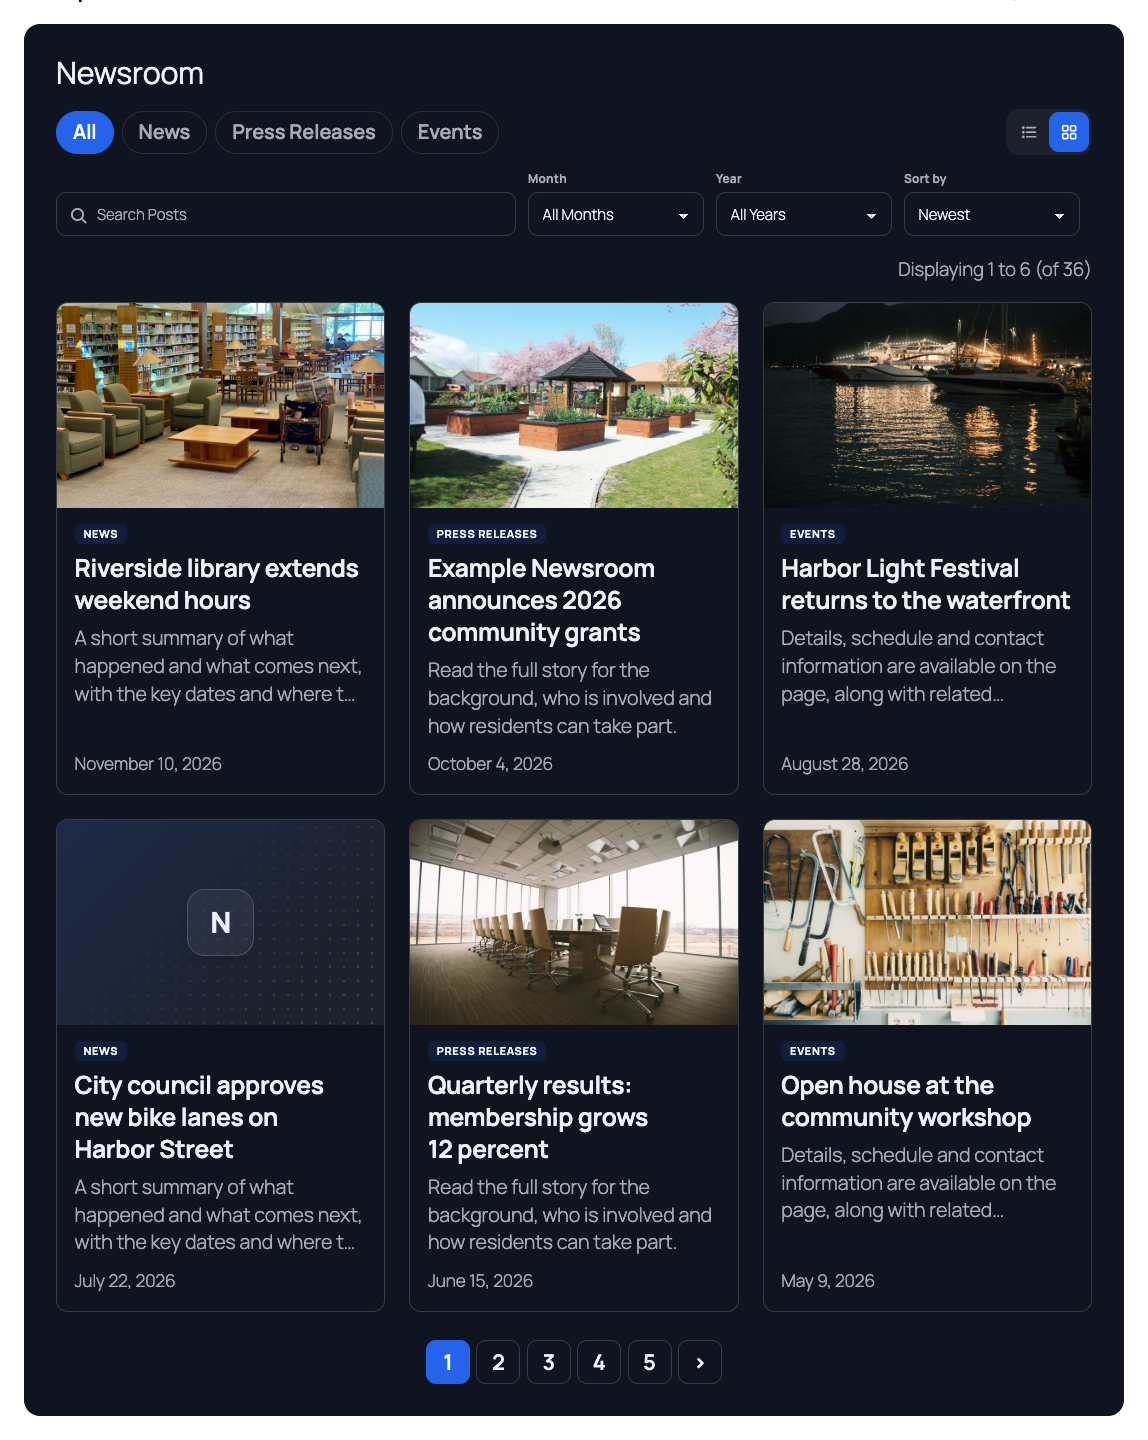 Newsroom
All
News
Press Releases
Events
Month
Year
Sort by
Search Posts
All Months
All Years
Newest
Displaying 1 to 6 (of 36)
NEWS
Riverside library extends
weekend hours
A short summary of what
happened and what comes next,
with the key dates and where t...
November 10, 2026
PRESS RELEASES
Example Newsroom
announces 2026
community grants
Read the full story for the
background, who is involved and
how residents can take part.
October 4, 2026
EVENTS
Harbor Light Festival
returns to the waterfront
Details, schedule and contact
information are available on the
page, along with related...
August 28, 2026
N
NEWS
City council approves
new bike lanes on
Harbor Street
A short summary of what
happened and what comes next,
with the key dates and where t...
July 22, 2026
PRESS RELEASES
Quarterly results:
membership grows
12 percent
Read the full story for the
background, who is involved and
how residents can take part.
June 15, 2026
EVENTS
Open house at the
community workshop
Details, schedule and contact
information are available on the
page, along with related...
May 9, 2026
1 2 3 4 5 ›